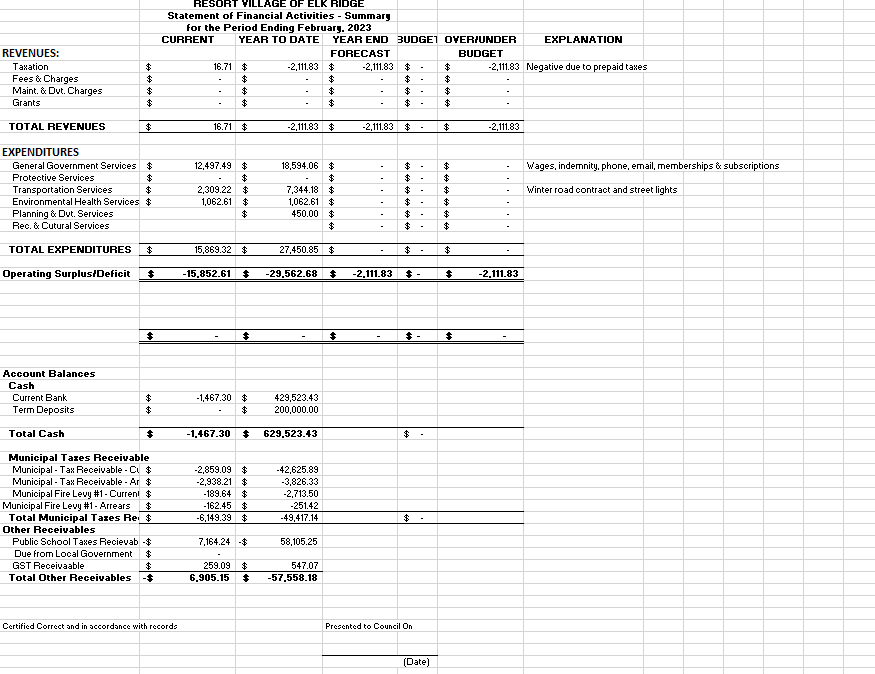 RESORT VILLAGE OF ELK RIDGE
Statement of Financial Activities - Summary
for the Period Ending February, 2023
CURRENT YEAR TO DATE YEAR END BUDGET OVER/UNDER EXPLANATION
REVENUES: FORECAST BUDGET
Taxation $ 16.71 $ -2,111.83 $ -2,111.83 $ - $ -2,111.83 Negative due to prepaid taxes
Fees & Charges $ - $ - $ - $ - $ -
Maint. & Dvt. Charges $ - $ - $ - $ - $ -
Grants $ - $ - $ - $ - $ -
TOTAL REVENUES $ 16.71 $ -2,111.83 $ -2,111.83 $ - $ -2,111.83
EXPENDITURES
General Government Services $ 12,497.49 $ 18,594.06 $ - $ - $ - Wages, indemnity, phone, email, memberships & subscriptions
Protective Services $ - $ - $ - $ - $ -
Transportation Services $ 2,309.22 $ 7,344.18 $ - $ - $ - Winter road contract and street lights
Environmental Health Services $ 1,062.61 $ 1,062.61 $ - $ - $ -
Planning & Dvt. Services $ 450.00 $ - $ - $ -
Rec. & Cutural Services $ - $ - $ -
TOTAL EXPENDITURES $ 15,869.32 $ 27,450.85 $ - $ - $ -
Operating Surplus/Deficit $ -15,852.61 $ -29,562.68 $ -2,111.83 $ - $ -2,111.83
$ - $ - $ - $ - $ -
Account Balances
Cash
Current Bank $ -1,467.30 $ 429,523.43
Term Deposits $ - $ 200,000.00
Total Cash $ -1,467.30 $ 629,523.43 $ -
Municipal Taxes Receivable
Municipal - Tax Receivable - Cu $ -2,859.09 $ -42,625.89
Municipal - Tax Receivable - Ar $ -2,938.21 $ -3,826.33
Municipal Fire Levy #1 - Current $ -189.64 $ -2,713.50
Municipal Fire Levy #1 - Arrears $ -162.45 $ -251.42
Total Municipal Taxes Re $ -6,149.39 $ -49,417.14 $ -
Other Receivables
Public School Taxes Recievab -$ 7,164.24 -$ 58,105.25
Due from Local Government $ -
GST Receivaable $ 259.09 $ 547.07
Total Other Receivables -$ 6,905.15 $ -57,558.18
Certified Correct and in accordance with records Presented to Council On
(Date)